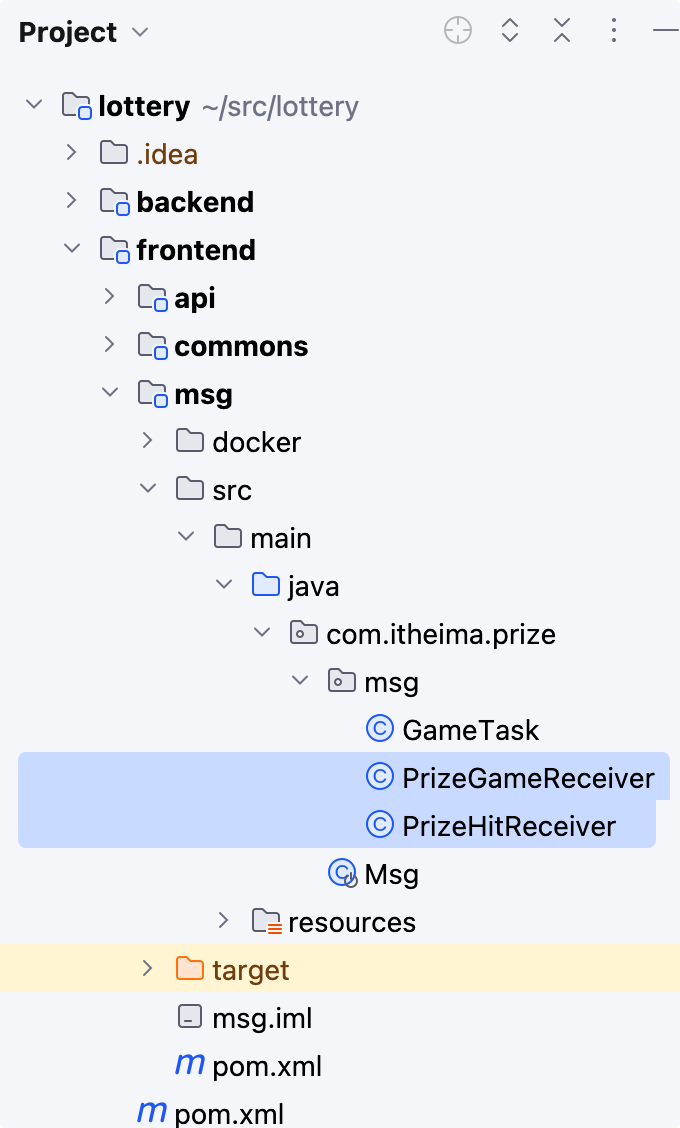 Project
lottery ~/src/lottery
.idea
backend
frontend
api
commons
msg
docker
src
main
java
com.itheima.prize
msg
GameTask
PrizeGameReceiver
PrizeHitReceiver
Msg
resources
target
msg.iml
pom.xml
pom.xml